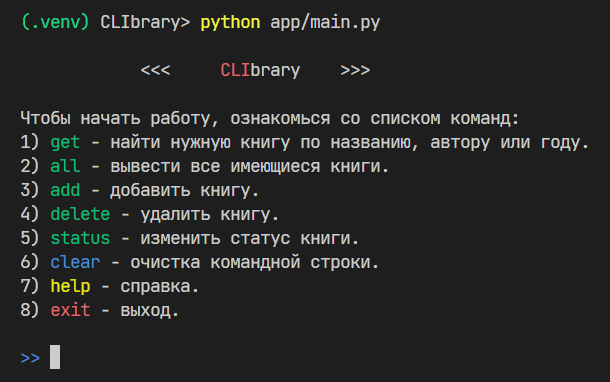 (.venv) CLIbrary> python app/main.py
<<< CLIbrary >>>
Чтобы начать работу, ознакомься со списком команд:
1) get - найти нужную книгу по названию, автору или году.
2) all - вывести все имеющиеся книги.
3) add - добавить книгу.
4) delete - удалить книгу.
5) status - изменить статус книги.
6) clear - очистка командной строки.
7) help - справка.
8) exit - выход.
>>